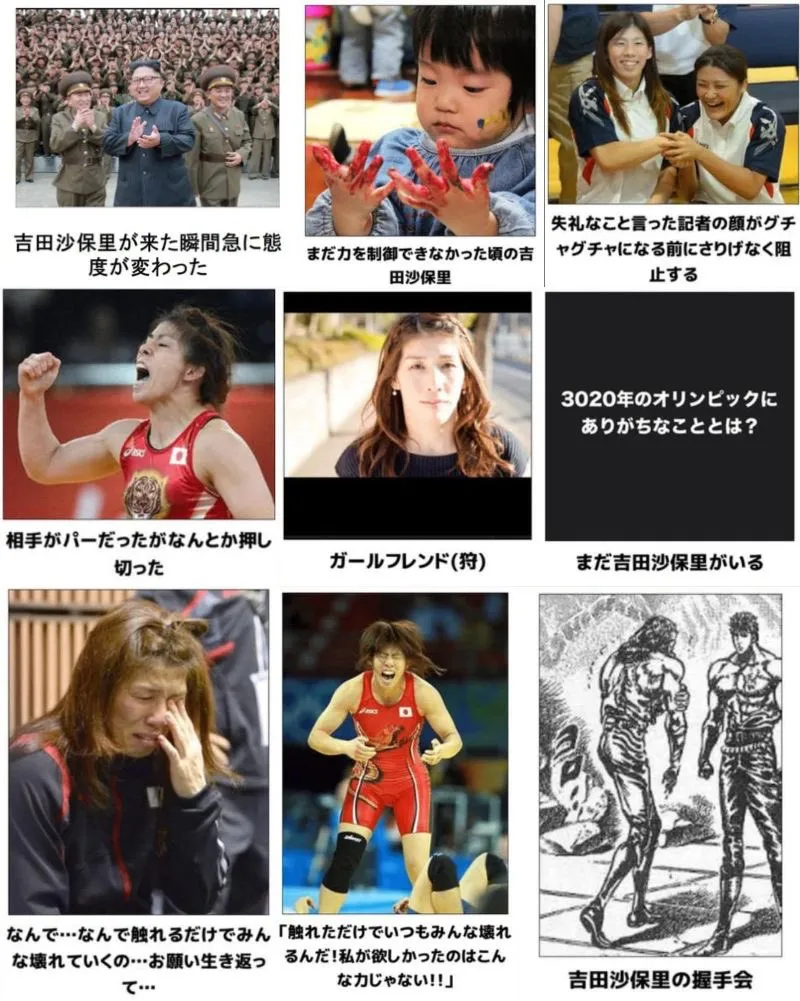 吉田沙保里が来た瞬間急に態
度が変わった
まだ力を制御できなかった頃の吉
田沙保里
失礼なこと言った記者の顔がグチ
ャグチャになる前にさりげなく阻
止する
相手がパーだったがなんとか押し
切った
ガールフレンド(狩)
3020年のオリンピックに
ありがちなこととは?
まだ吉田沙保里がいる
なんで…なんで触れるだけでみん
な壊れていくの…お願い生き返っ
て…
「触れただけでいつもみんな壊れ
るんだ!私が欲しかったのはこん
な力じゃない!!」
吉田沙保里の握手会